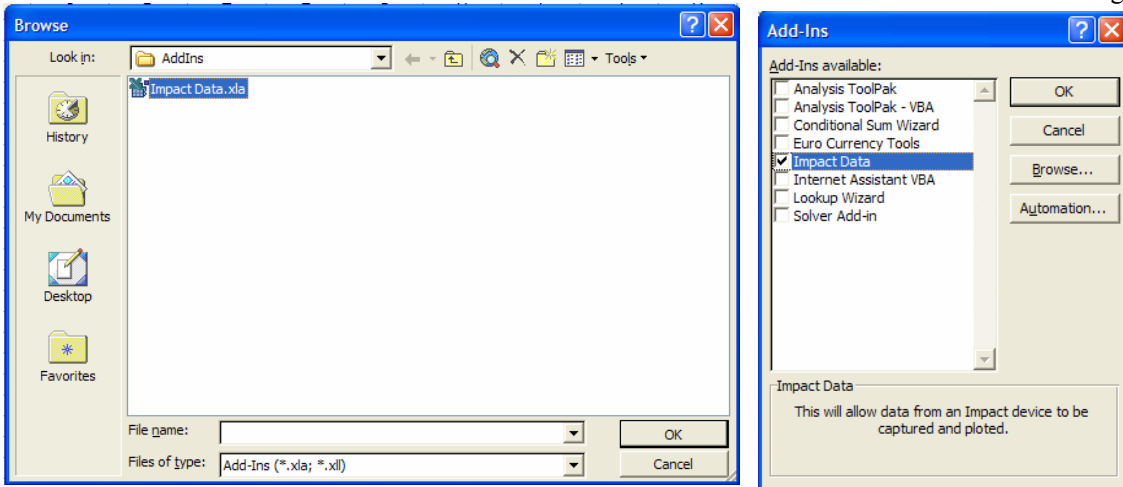 Browse
Look in:
AddIns
Tools
Impact Data.xla
History
My Documents
Desktop
Favorites
File name:
OK
Files of type:
Add-Ins (*.xla; *.xll)
Cancel
Add-Ins
Add-Ins available:
Analysis ToolPak
Analysis ToolPak - VBA
Conditional Sum Wizard
Euro Currency Tools
Impact Data
Internet Assistant VBA
Lookup Wizard
Solver Add-in
OK
Cancel
Browse...
Automation...
Impact Data
This will allow data from an Impact device to be
captured and ploted.